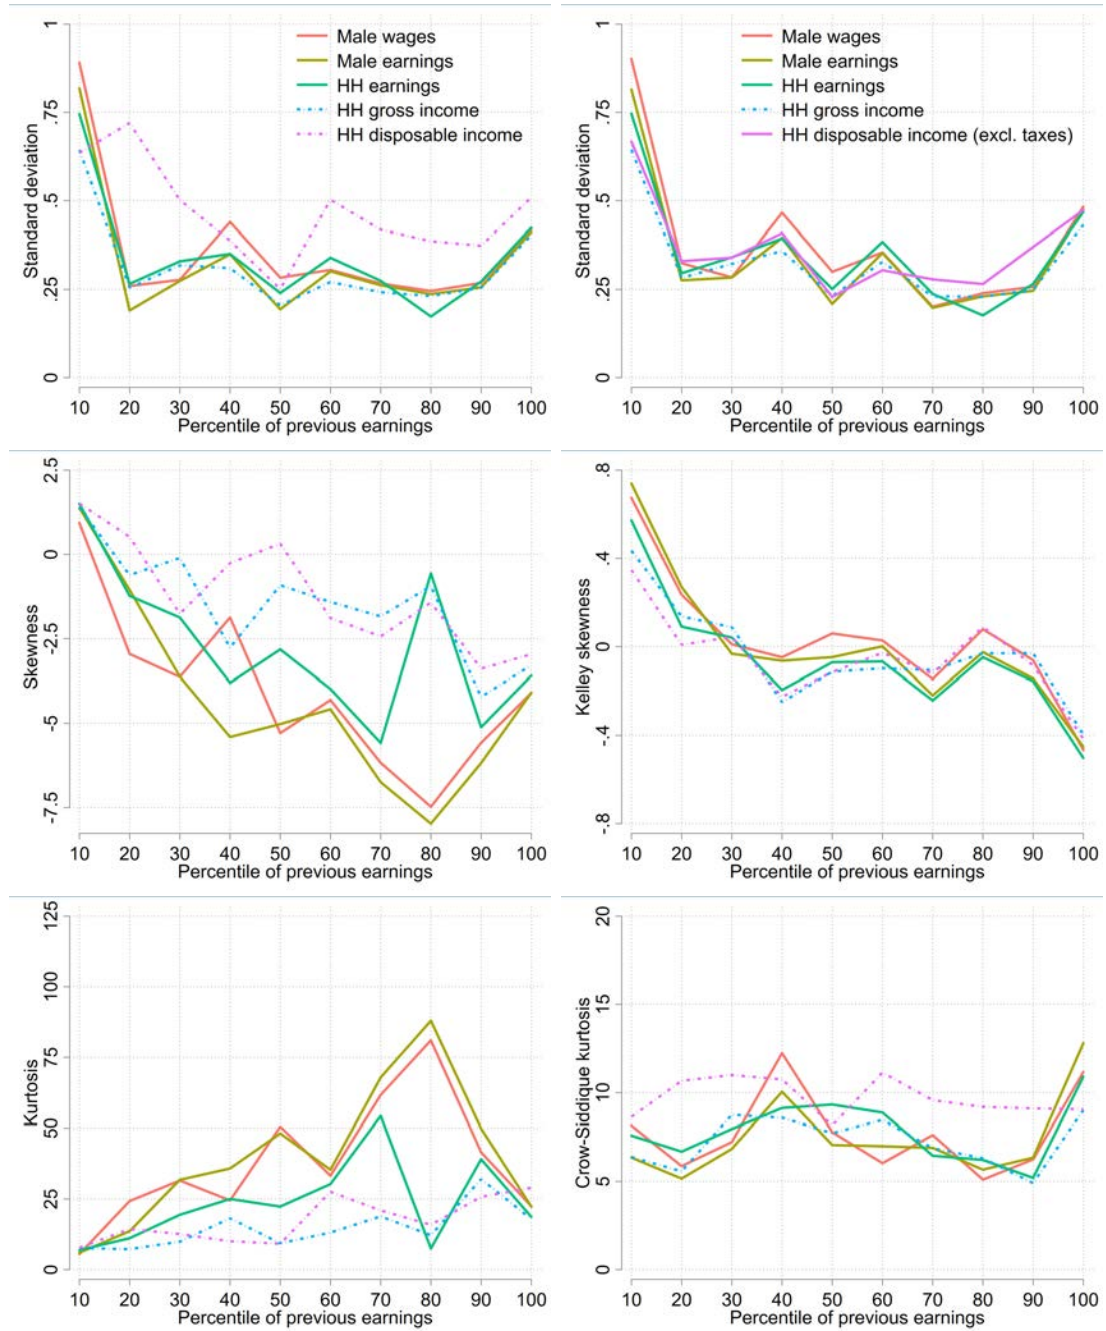 1
.75
.5
.25
0
Standard deviation
Male wages
Male earnings
HH earnings
HH gross income
HH disposable income
10 20 30 40 50 60 70 80 90 100
Percentile of previous earnings
1
.75
.5
.25
0
Standard deviation
Male wages
Male earnings
HH earnings
HH gross income
HH disposable income (excl. taxes)
10 20 30 40 50 60 70 80 90 100
Percentile of previous earnings
2.5
0
-2.5
-5
-7.5
Skewness
10 20 30 40 50 60 70 80 90 100
Percentile of previous earnings
.8
.4
0
-.4
-.8
Kelley skewness
10 20 30 40 50 60 70 80 90 100
Percentile of previous earnings
125
100
75
50
25
0
Kurtosis
10 20 30 40 50 60 70 80 90 100
Percentile of previous earnings
20
15
10
5
0
Crow-Siddique kurtosis
10 20 30 40 50 60 70 80 90 100
Percentile of previous earnings